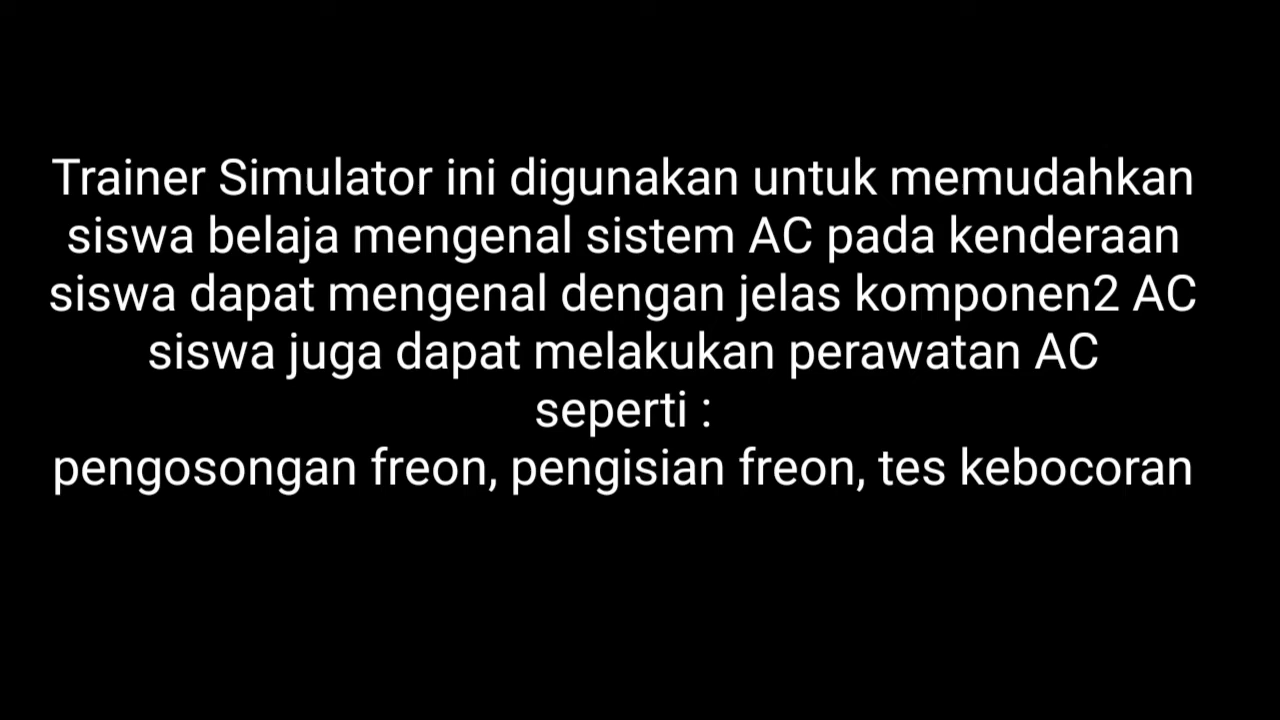 Trainer Simulator ini digunakan untuk memudahkan
siswa belaja mengenal sistem AC pada kenderaan
siswa dapat mengenal dengan jelas komponen2 AC
siswa juga dapat melakukan perawatan AC
seperti :
pengosongan freon, pengisian freon, tes kebocoran